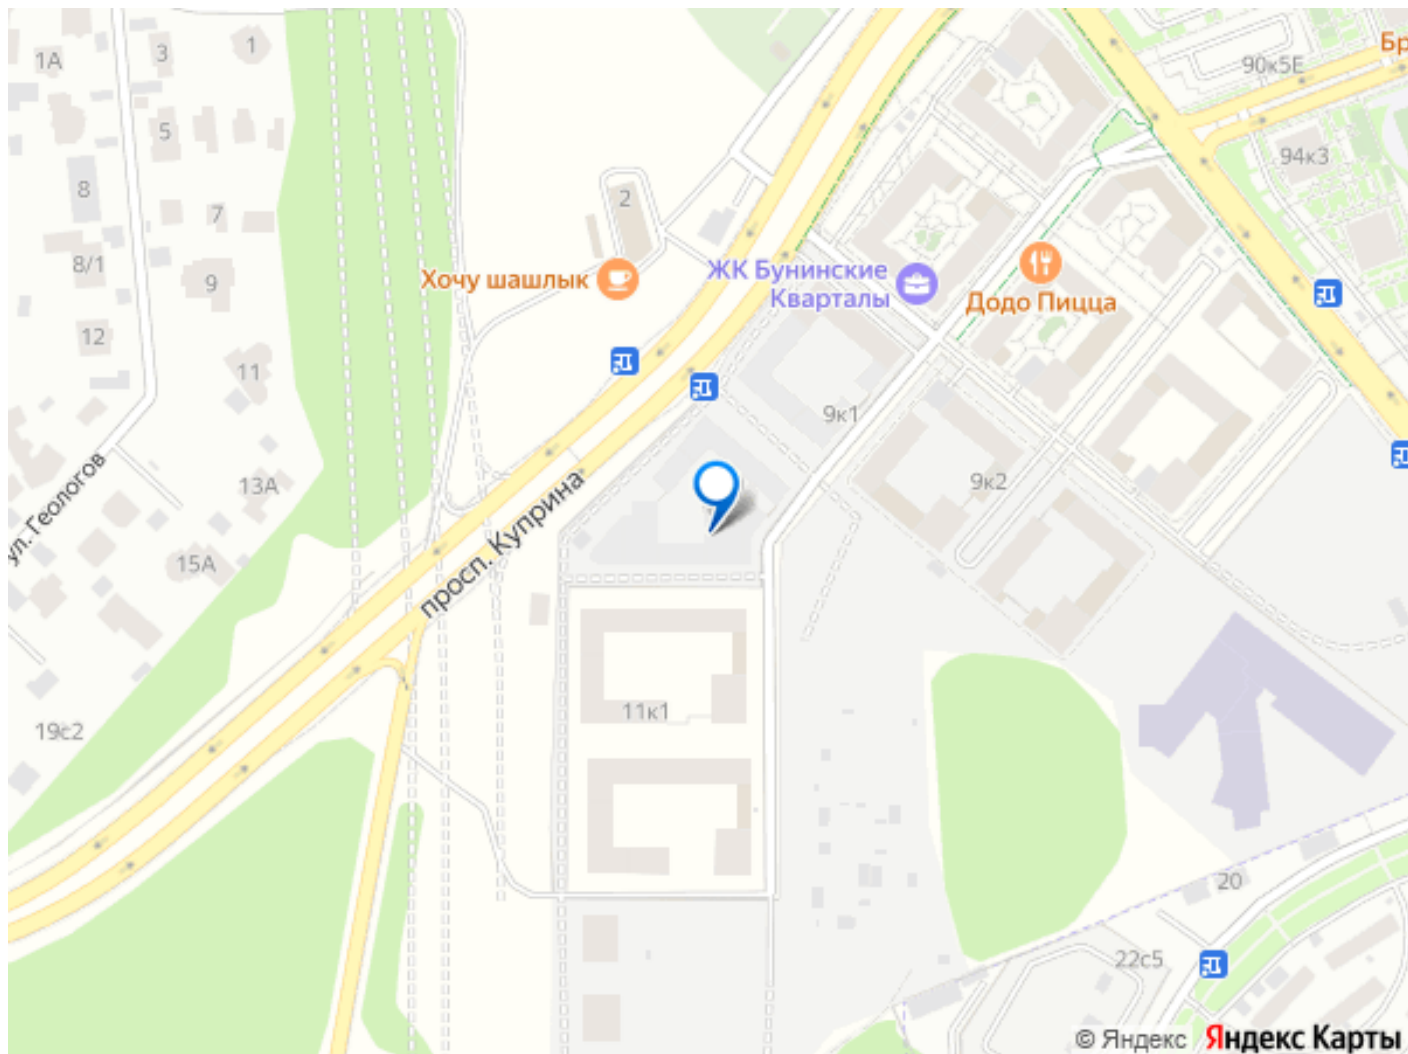 1А
3
1
5
8
7
8/1
9
12
11
13А
15А
19с2
ул. Геологов
2
Хочу шашлык
просп. Куприна
ЖК Бунинские
Кварталы
Додо Пицца
9к1
9к2
11к1
90к5Е
Бр
94к3
20
22с5
© Яндекс Яндекс Карты